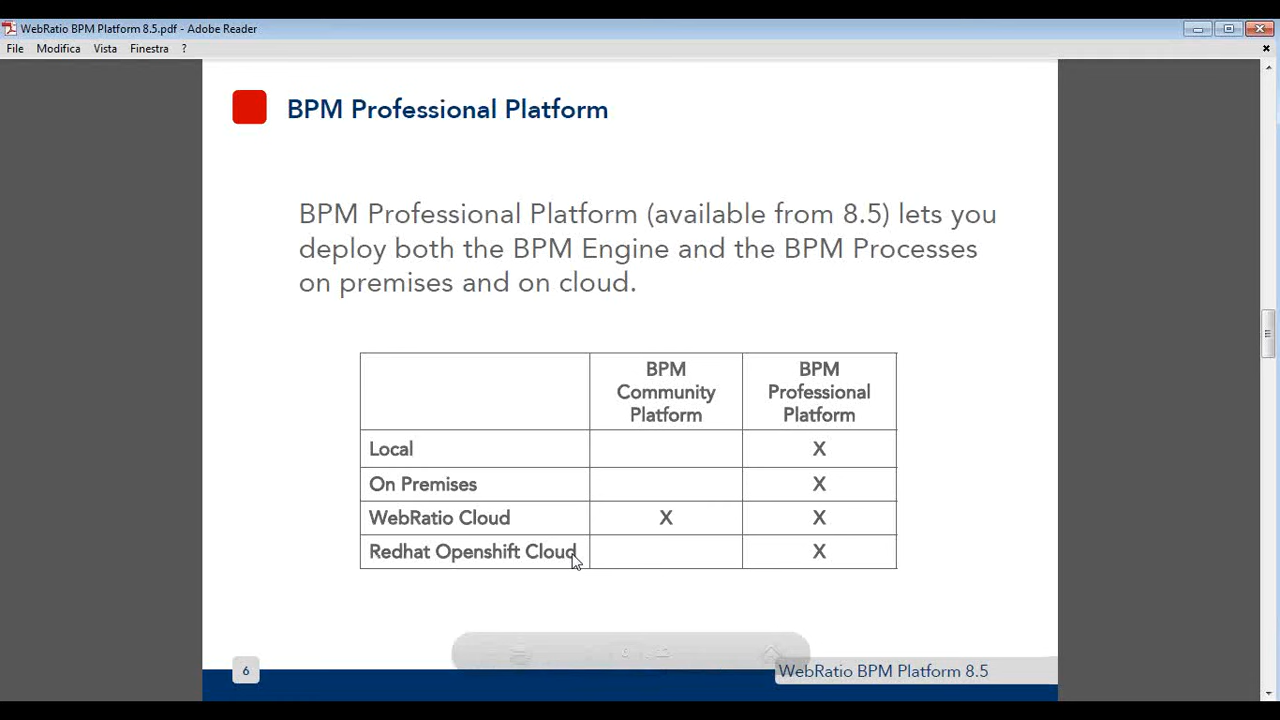 WebRatio BPM Platform 8.5.pdf - Adobe Reader
File Modifica Vista Finestra ?
BPM Professional Platform
BPM Professional Platform (available from 8.5) lets you
deploy both the BPM Engine and the BPM Processes
on premises and on cloud.
BPM Community Platform
BPM Professional Platform
Local X
On Premises X
WebRatio Cloud X X
Redhat Openshift Cloud X
6
WebRatio BPM Platform 8.5